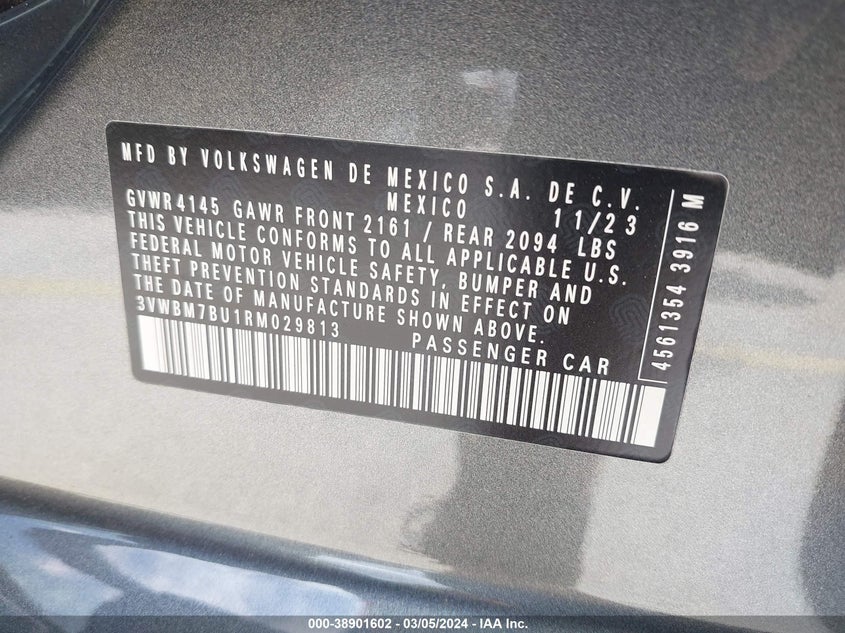 MFD BY VOLKSWAGEN DE MEXICO S.A. DE C.V.
MEXICO 11/23
GVWR 4145 GAWR FRONT 2161 / REAR 2094 LBS
THIS VEHICLE CONFORMS TO ALL APPLICABLE U.S.
FEDERAL MOTOR VEHICLE SAFETY, BUMPER AND
THEFT PREVENTION STANDARDS IN EFFECT ON
THE DATE OF MANUFACTURE SHOWN ABOVE.
3VWBM7BU1RM029813
PASSENGER CAR
4561354 3916 M
000-38901602 - 03/05/2024 - IAA Inc.